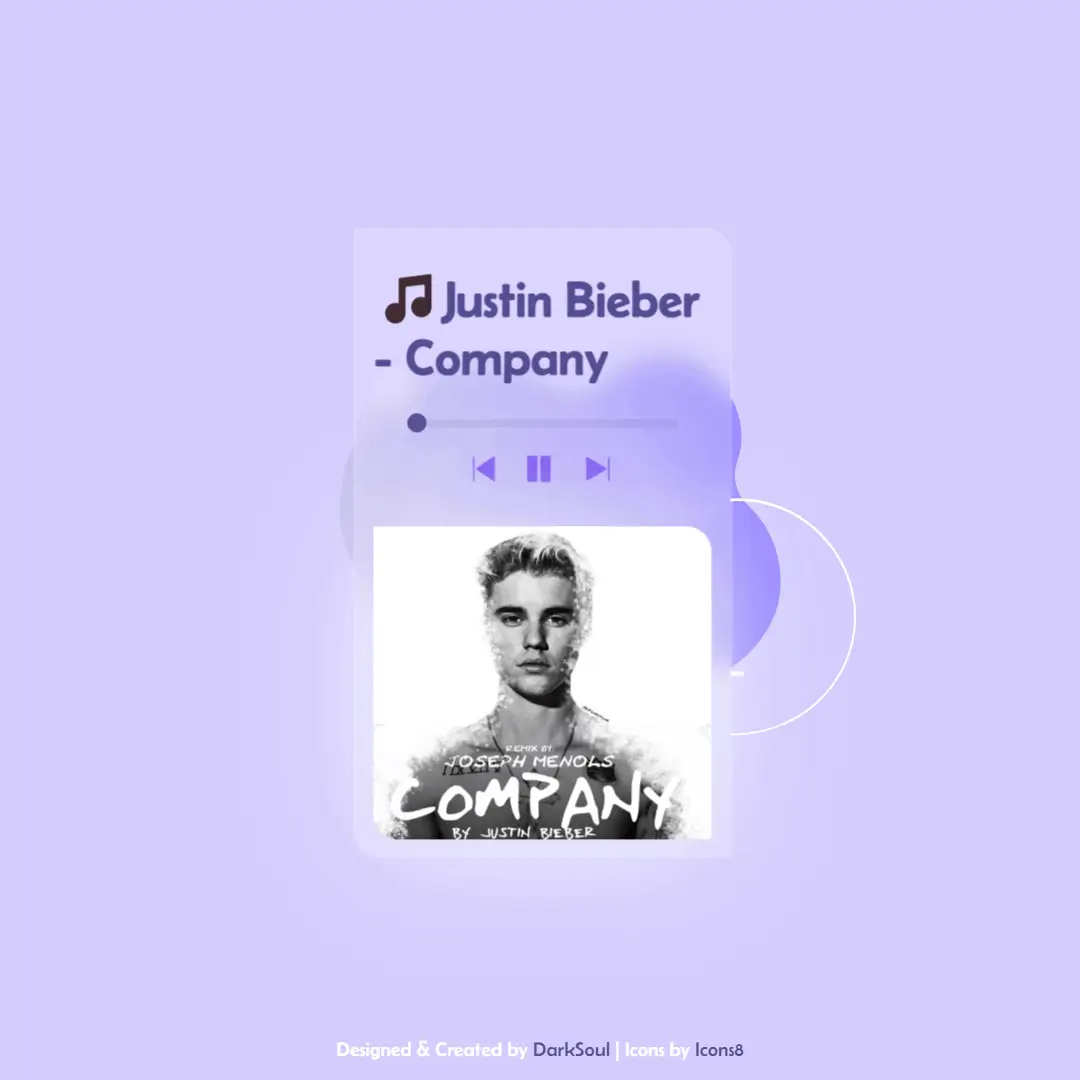 🎵 Justin Bieber
- Company
REMIX BY
JOSEPH MENOLS
COMPANY
BY JUSTIN BIEBER
Designed & Created by DarkSoul | Icons by Icons8